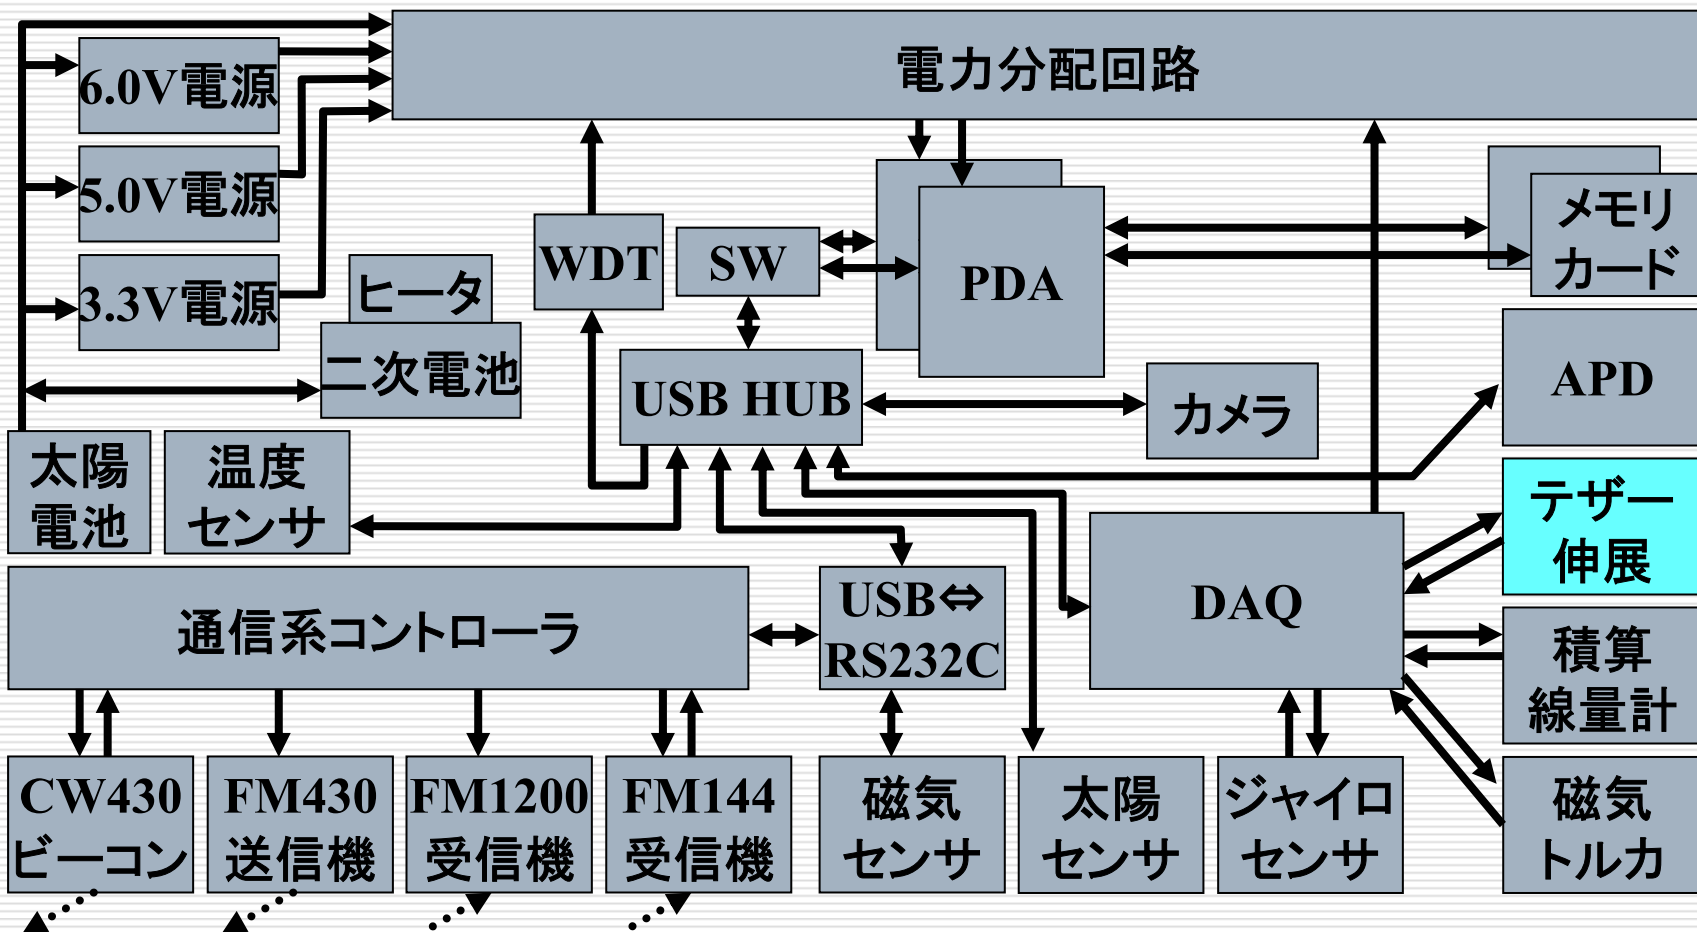 電力分配回路
6.0V電源
5.0V電源
3.3V電源
ヒータ
二次電池
WDT
SW
PDA
メモリ
カード
USB HUB
カメラ
APD
太陽
電池
温度
センサ
テザー
伸展
通信系コントローラ
USB⇔
RS232C
DAQ
積算
線量計
CW430
ビーコン
FM430
送信機
FM1200
受信機
FM144
受信機
磁気
センサ
太陽
センサ
ジャイロ
センサ
磁気
トルカ